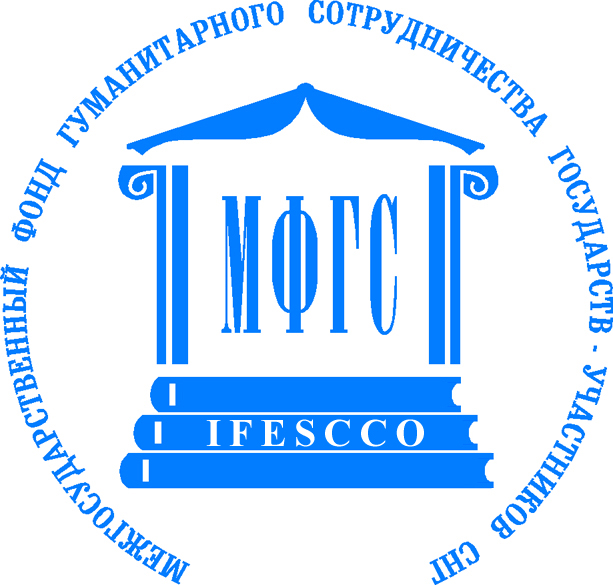 МЕЖГОСУДАРСТВЕННЫЙ ФОНД ГУМАНИТАРНОГО СОТРУДНИЧЕСТВА ГОСУДАРСТВ - УЧАСТНИКОВ СНГ
МФГС
IFESCCO